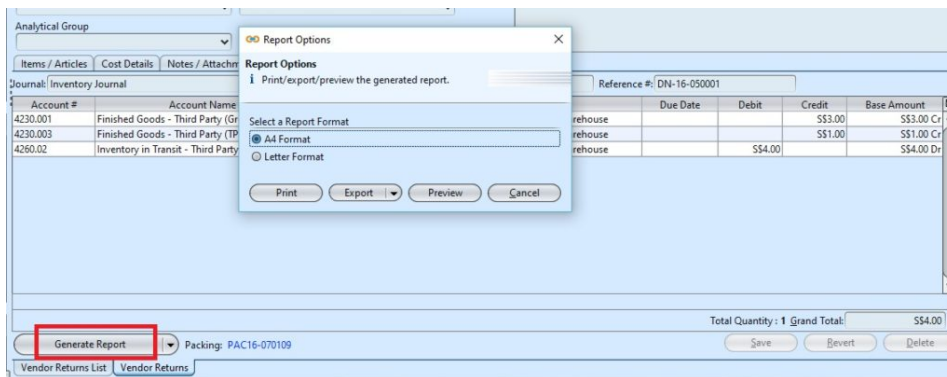 Analytical Group
Report Options
Items / Articles Cost Details Notes / Attachm
Report Options
Print/export/preview the generated report.
Journal: Inventory Journal
Reference #: DN-16-050001
Account # Account Name Due Date Debit Credit Base Amount
4230.001 Finished Goods - Third Party (Gr rehouse S$3.00 S$3.00 Cr
4230.003 Finished Goods - Third Party (TP rehouse S$1.00 S$1.00 Cr
4260.02 Inventory in Transit - Third Party rehouse S$4.00 S$4.00 Dr
Select a Report Format
A4 Format
Letter Format
Print Export Preview Cancel
Total Quantity : 1 Grand Total: S$4.00
Generate Report Packing: PAC16-070109 Save Revert Delete
Vendor Returns List Vendor Returns